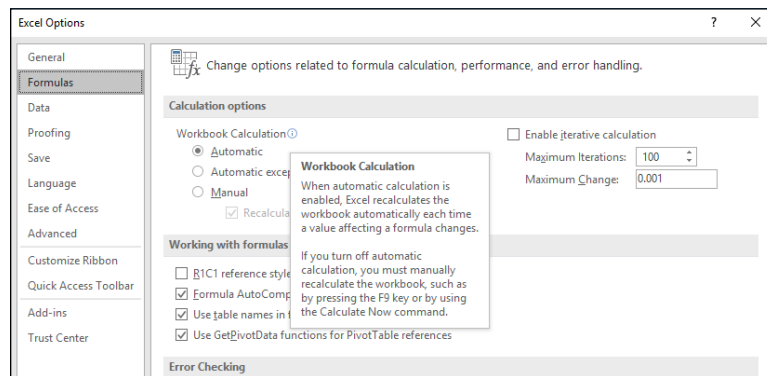 Excel Options
?
General
Formulas
Data
Proofing
Save
Language
Ease of Access
Advanced
Customize Ribbon
Quick Access Toolbar
Add-ins
Trust Center
Change options related to formula calculation, performance, and error handling.
Calculation options
Workbook Calculation
Automatic
Automatic excep
Manual
Recalcula
Enable iterative calculation
Maximum Iterations: 100
Maximum Change: 0.001
Workbook Calculation
When automatic calculation is
enabled, Excel recalculates the
workbook automatically each time
a value affecting a formula changes.
If you turn off automatic
calculation, you must manually
recalculate the workbook, such as
by pressing the F9 key or by using
the Calculate Now command.
Working with formulas
R1C1 reference style
Formula AutoComp
Use table names in f
Use GetPivotData functions for PivotTable references
Error Checking